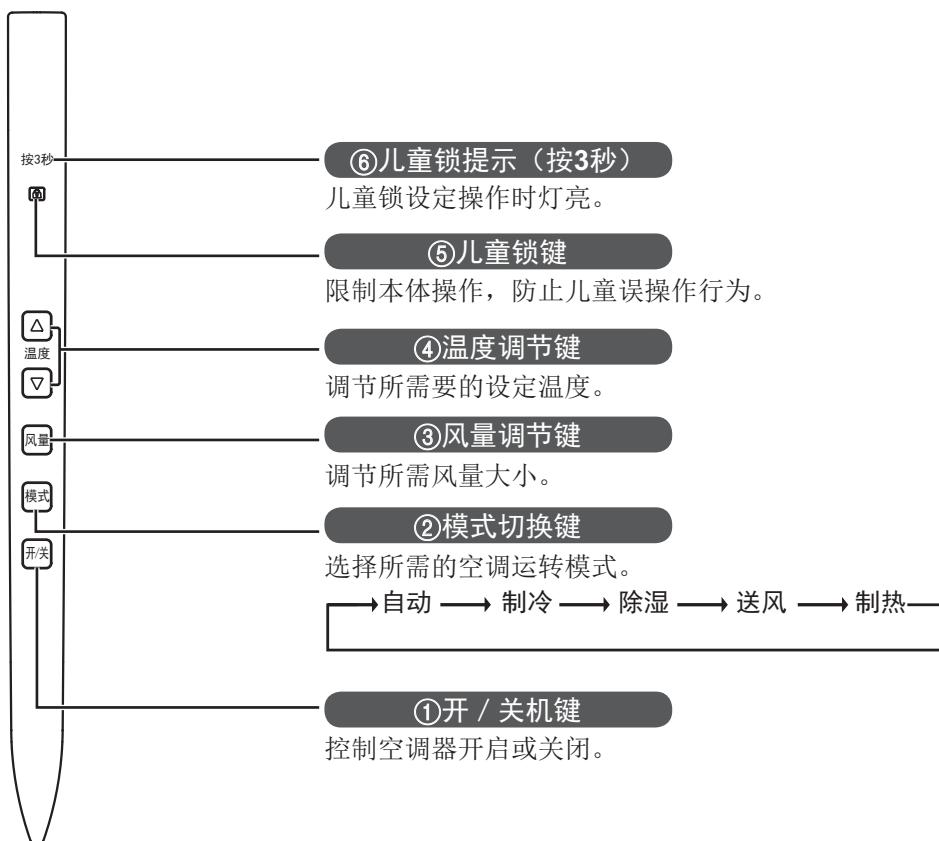 按3秒
温度
风量
模式
开/关
⑥儿童锁提示（按3秒）
儿童锁设定操作时灯亮。
⑤儿童锁键
限制本体操作，防止儿童误操作行为。
④温度调节键
调节所需要的设定温度。
③风量调节键
调节所需风量大小。
②模式切换键
选择所需的空调运转模式。
自动 → 制冷 → 除湿 → 送风 → 制热
①开 / 关机键
控制空调器开启或关闭。